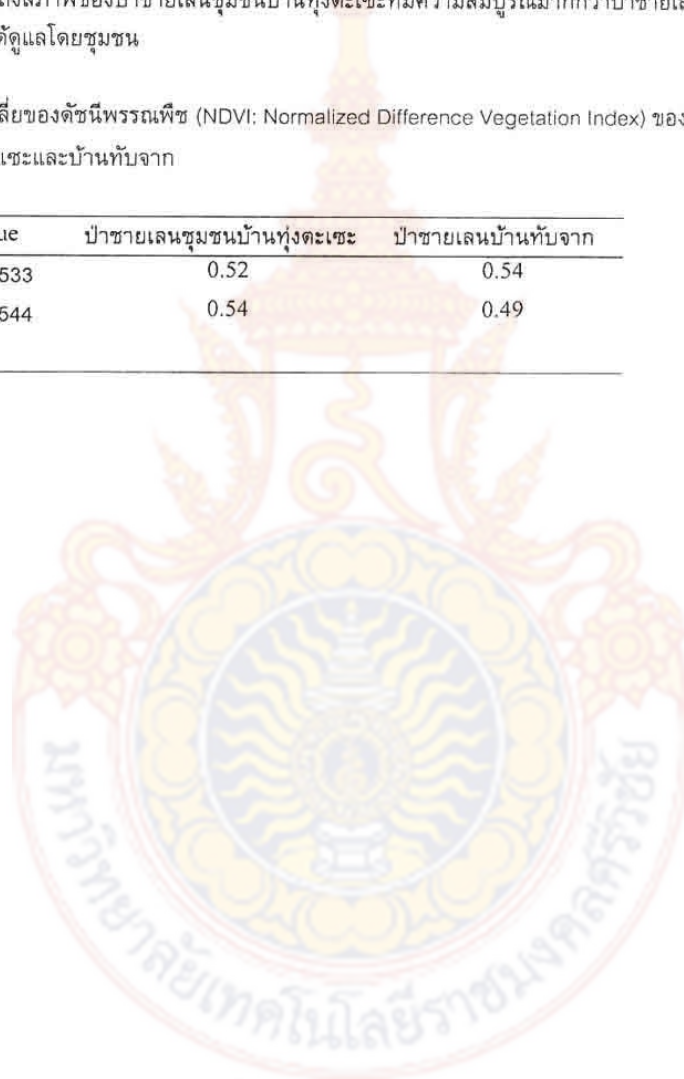 ถึงสภาพของป่าชายเลนชุมชนบ้านทุ่งตะเซะที่มีความสมบูรณ์มากกว่าป่าชายเล
ดูแลโดยชุมชน
ลี่ยของดัชนีพรรณพืช (NDVI: Normalized Difference Vegetation Index) ของ
เซะและบ้านทับจาก
ue ป่าชายเลนชุมชนบ้านทุ่งตะเซะ ป่าชายเลนบ้านทับจาก
533 0.52 0.54
544 0.54 0.49
มหาวิทยาลัยเทคโนโลยีราชมงคลศรีวิชัย